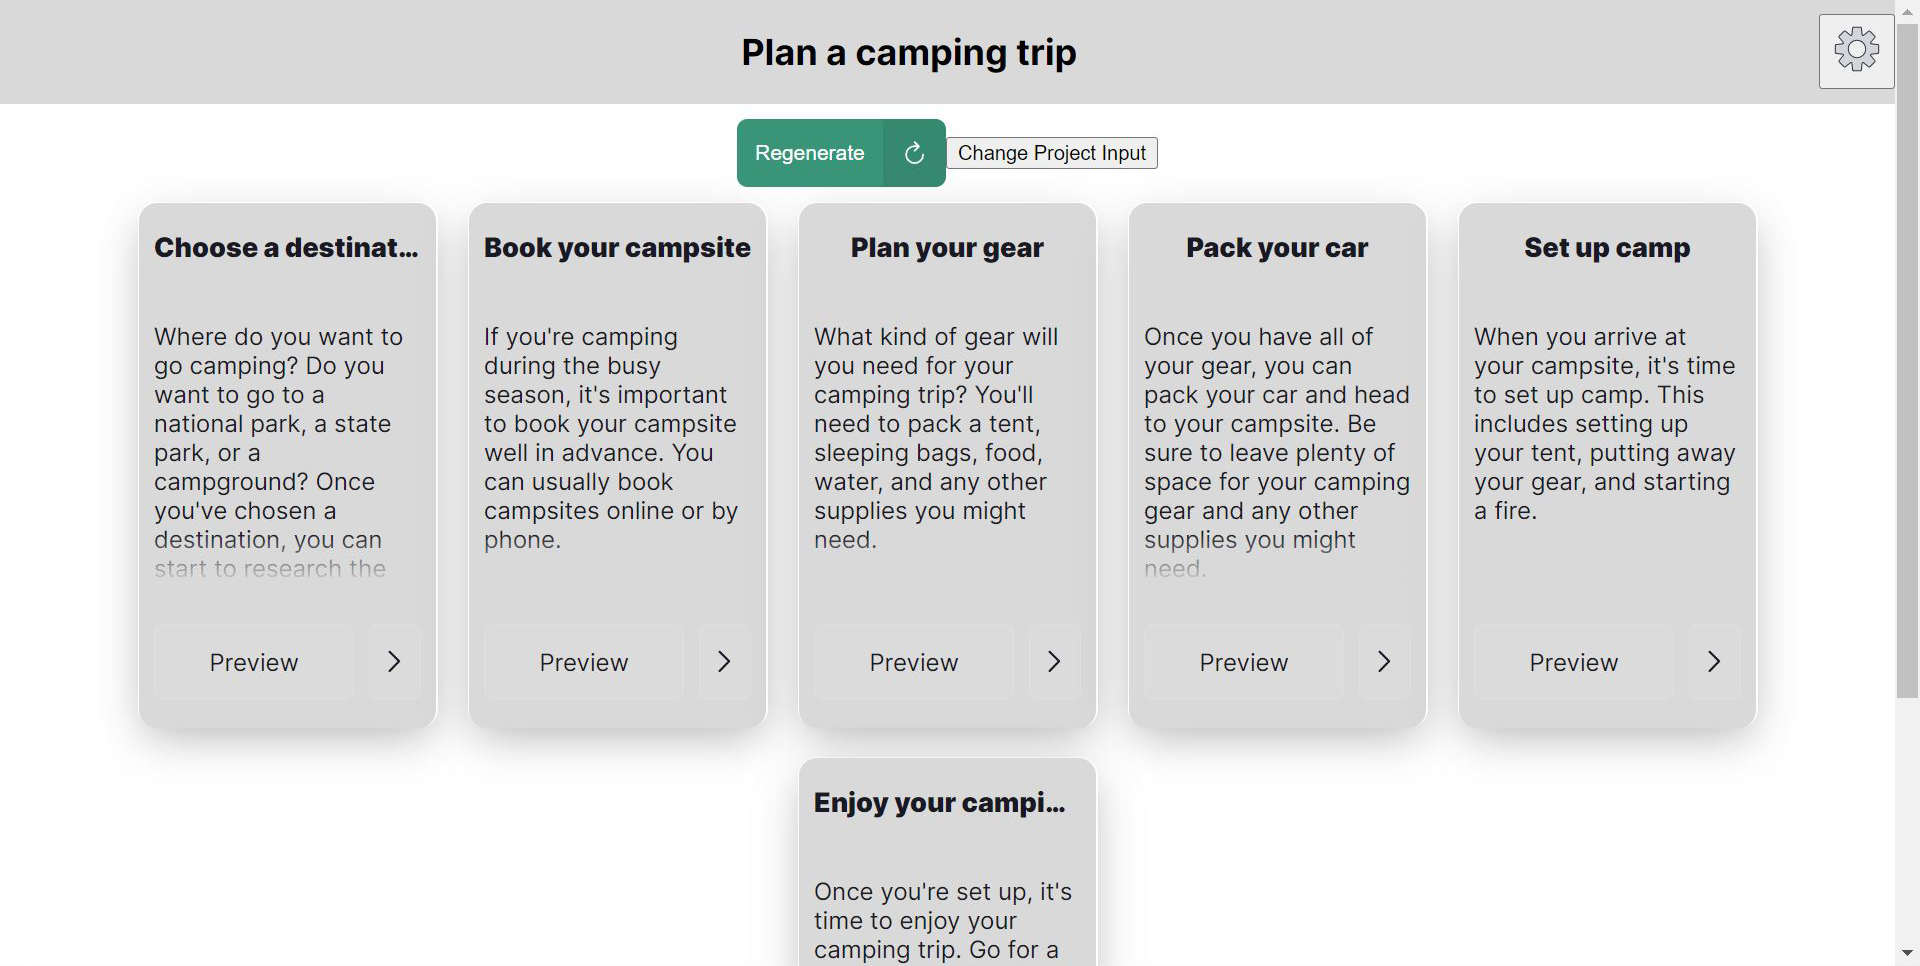 Plan a camping trip
Regenerate
Change Project Input
Choose a destinat...
Where do you want to
go camping? Do you
want to go to a
national park, a state
park, or a
campground? Once
you've chosen a
destination, you can
start to research the
Preview
Book your campsite
If you're camping
during the busy
season, it's important
to book your campsite
well in advance. You
can usually book
campsites online or by
phone.
Preview
Plan your gear
What kind of gear will
you need for your
camping trip? You'll
need to pack a tent,
sleeping bags, food,
water, and any other
supplies you might
need.
Preview
Pack your car
Once you have all of
your gear, you can
pack your car and head
to your campsite. Be
sure to leave plenty of
space for your camping
gear and any other
supplies you might
need.
Preview
Set up camp
When you arrive at
your campsite, it's time
to set up camp. This
includes setting up
your tent, putting away
your gear, and starting
a fire.
Preview
Enjoy your campi...
Once you're set up, it's
time to enjoy your
camping trip. Go for a